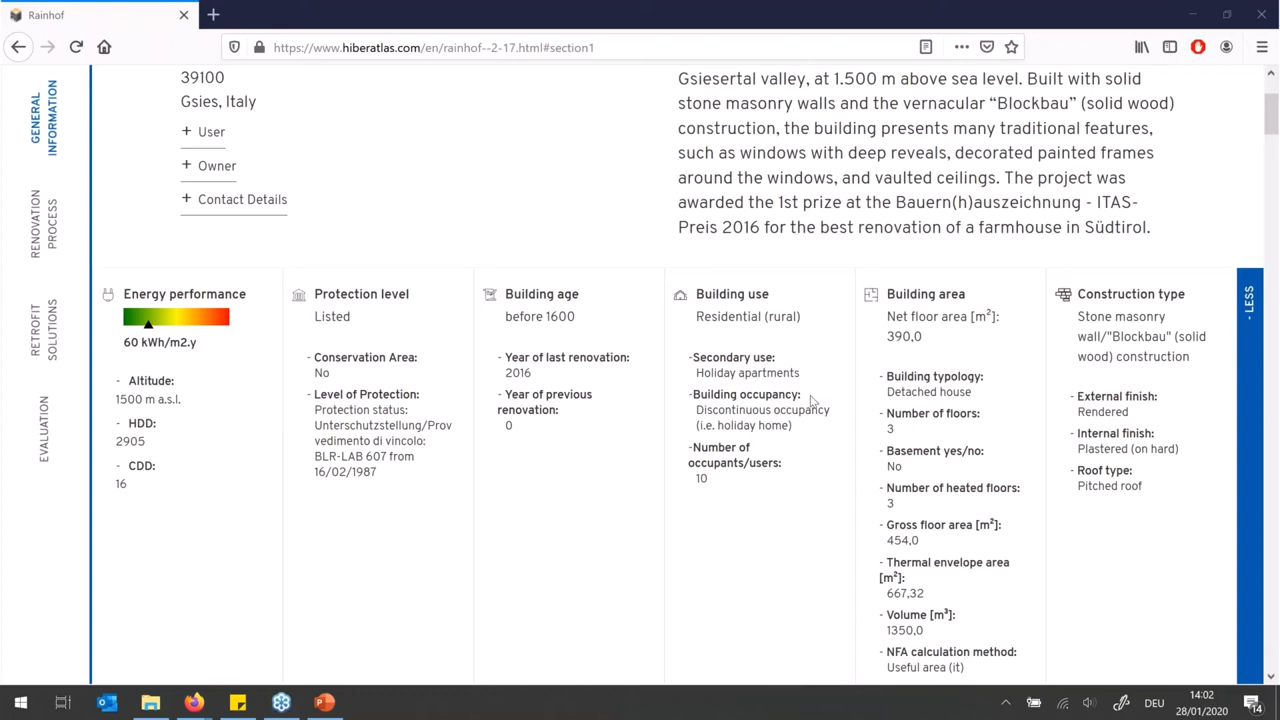 Rainhof
https://www.hiberatlas.com/en/rainhof--2-17.html#section1
GENERAL
INFORMATION
RENOVATION
PROCESS
RETROFIT
SOLUTIONS
EVALUATION
39100
Gsies, Italy
+ User
+ Owner
+ Contact Details
Gsiesertal valley, at 1.500 m above sea level. Built with solid
stone masonry walls and the vernacular “Blockbau” (solid wood)
construction, the building presents many traditional features,
such as windows with deep reveals, decorated painted frames
around the windows, and vaulted ceilings. The project was
awarded the 1st prize at the Bauern(h)auszeichnung - ITAS-
Preis 2016 for the best renovation of a farmhouse in Südtirol.
Energy performance
60 kWh/m2.y
- Altitude:
1500 m a.s.l.
- HDD:
2905
- CDD:
16
Protection level
Listed
- Conservation Area:
No
- Level of Protection:
Protection status:
Unterschutzstellung/Prov
vedimento di vincolo:
BLR-LAB 607 from
16/02/1987
Building age
before 1600
- Year of last renovation:
2016
- Year of previous
renovation:
0
Building use
Residential (rural)
-Secondary use:
Holiday apartments
-Building occupancy:
Discontinuous occupancy
(i.e. holiday home)
-Number of
occupants/users:
10
Building area
Net floor area [m²]:
390,0
- Building typology:
Detached house
- Number of floors:
3
- Basement yes/no:
No
- Number of heated floors:
3
- Gross floor area [m²]:
454,0
- Thermal envelope area
[m²]:
667,32
- Volume [m³]:
1350,0
- NFA calculation method:
Useful area (it)
Construction type
Stone masonry
wall/"Blockbau" (solid
wood) construction
- External finish:
Rendered
- Internal finish:
Plastered (on hard)
- Roof type:
Pitched roof
- LESS
DEU
14:02
28/01/2020
14